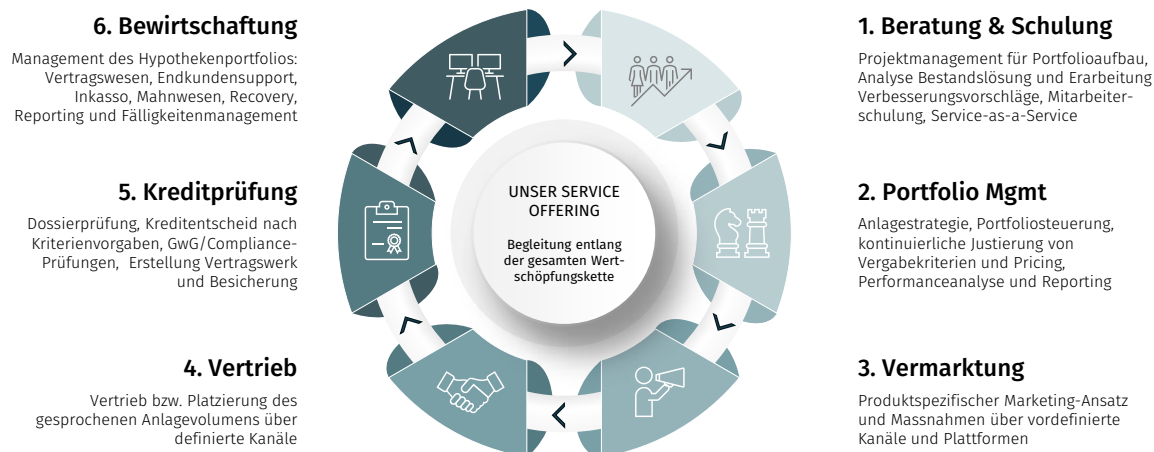 1. Beratung & Schulung
Projektmanagement für Portfolioaufbau,
Analyse Bestandslösung und Erarbeitung
Verbesserungsvorschläge, Mitarbeiter-
schulung, Service-as-a-Service
2. Portfolio Mgmt
Anlagestrategie, Portfoliosteuerung,
kontinuierliche Justierung von
Vergabekriterien und Pricing,
Performanceanalyse und Reporting
3. Vermarktung
Produktspezifischer Marketing-Ansatz
und Massnahmen über vordefinierte
Kanäle und Plattformen
4. Vertrieb
Vertrieb bzw. Platzierung des
gesprochenen Anlagevolumens über
definierte Kanäle
5. Kreditprüfung
Dossierprüfung, Kreditentscheid nach
Kriterienvorgaben, GwG/Compliance-
Prüfungen, Erstellung Vertragswerk
und Besicherung
6. Bewirtschaftung
Management des Hypothekenportfolios:
Vertragswesen, Endkundensupport,
Inkasso, Mahnwesen, Recovery,
Reporting und Fälligkeitenmanagement
UNSER SERVICE
OFFERING
Begleitung entlang
der gesamten Wert-
schöpfungskette